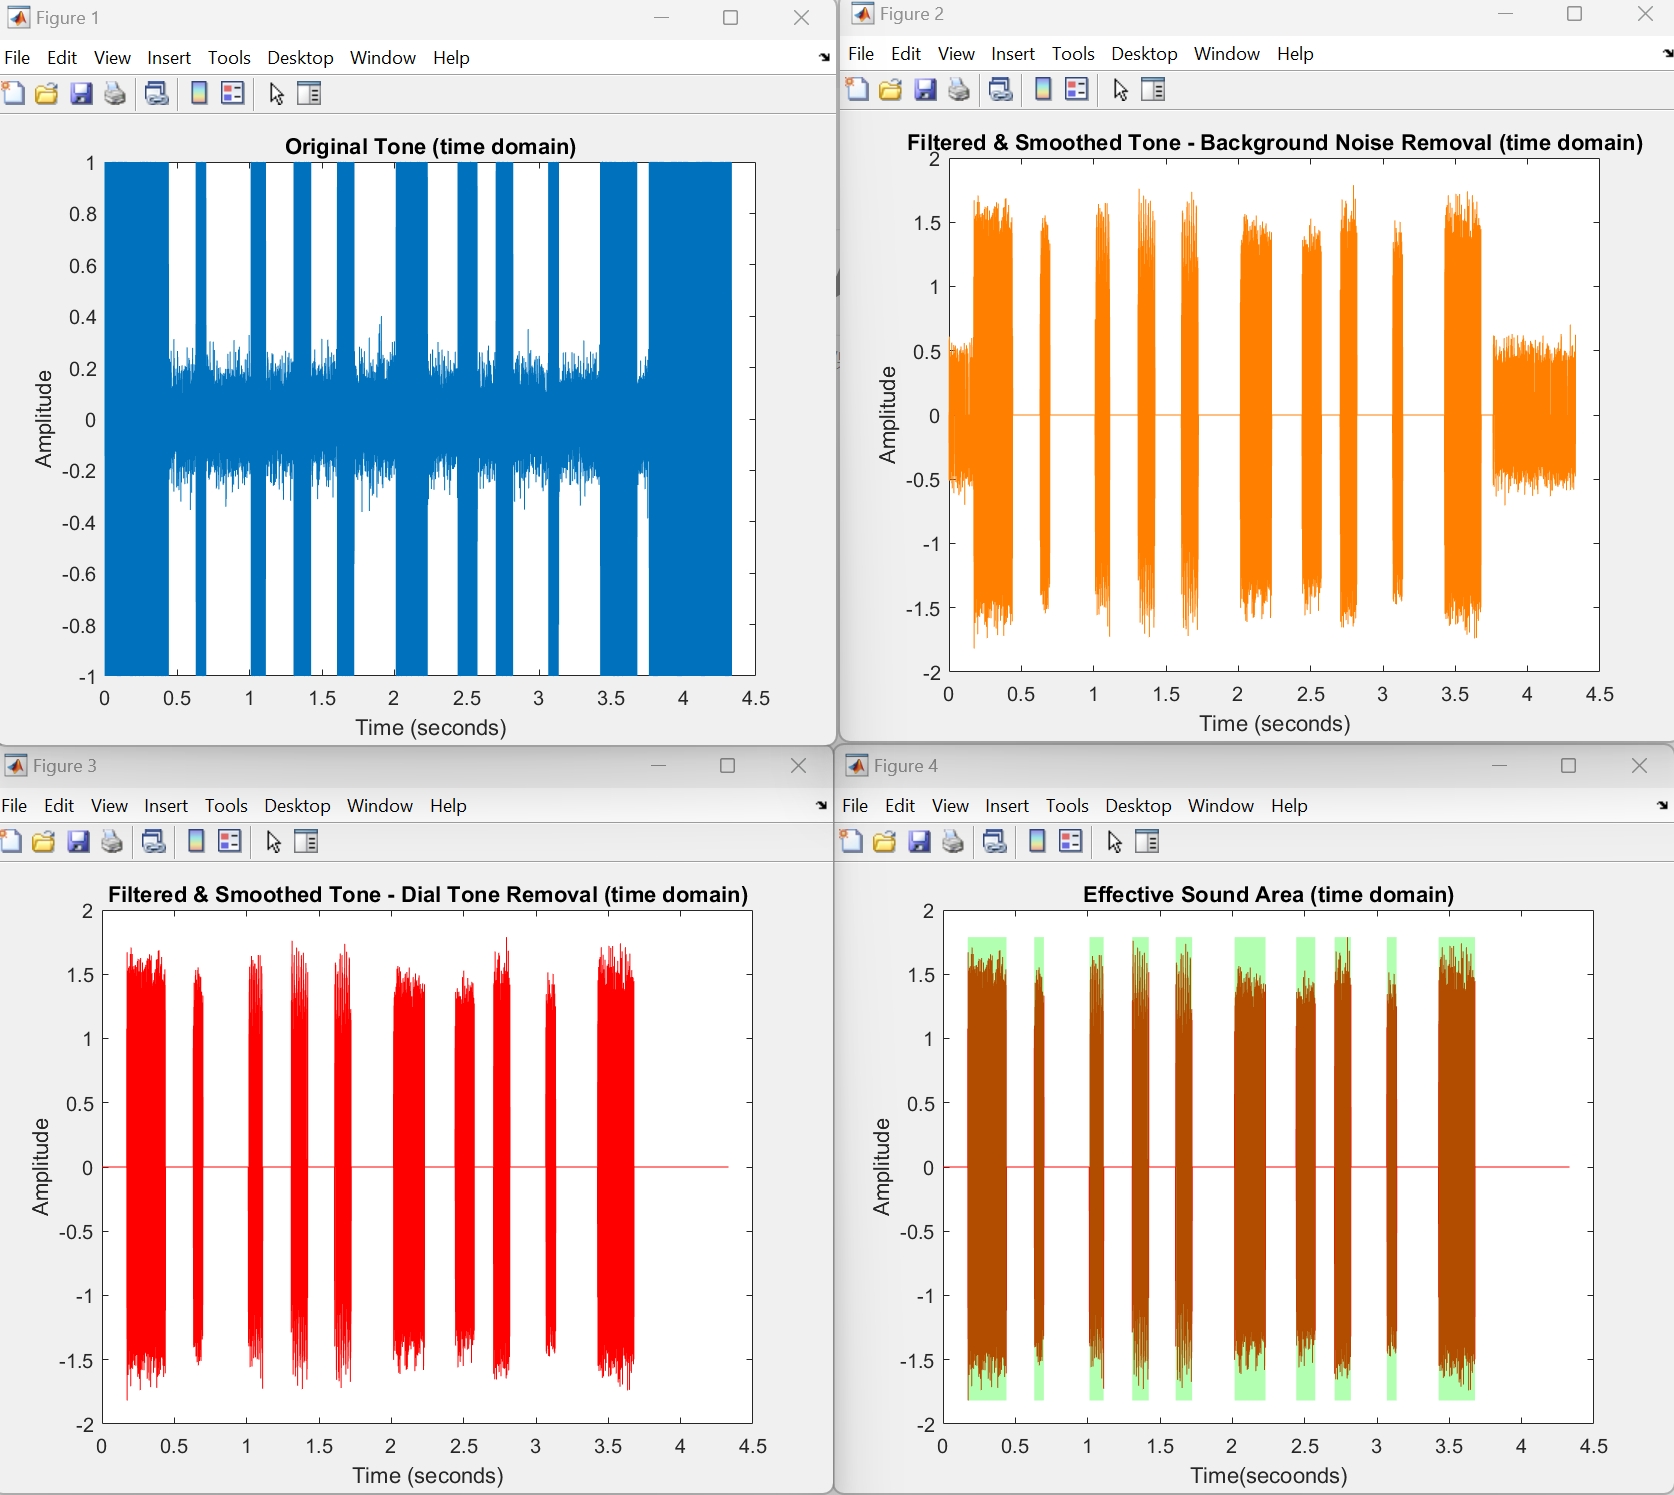 Figure 1
File Edit View Insert Tools Desktop Window Help
Original Tone (time domain)
1
0.8
0.6
0.4
0.2
0
-0.2
-0.4
-0.6
-0.8
-1
Amplitude
0 0.5 1 1.5 2 2.5 3 3.5 4 4.5
Time (seconds)
Figure 2
File Edit View Insert Tools Desktop Window Help
Filtered & Smoothed Tone - Background Noise Removal (time domain)
2
1.5
1
0.5
0
-0.5
-1
-1.5
-2
Amplitude
0 0.5 1 1.5 2 2.5 3 3.5 4 4.5
Time (seconds)
Figure 3
File Edit View Insert Tools Desktop Window Help
Filtered & Smoothed Tone - Dial Tone Removal (time domain)
2
1.5
1
0.5
0
-0.5
-1
-1.5
-2
Amplitude
0 0.5 1 1.5 2 2.5 3 3.5 4 4.5
Time (seconds)
Figure 4
File Edit View Insert Tools Desktop Window Help
Effective Sound Area (time domain)
2
1.5
1
0.5
0
-0.5
-1
-1.5
-2
Amplitude
0 0.5 1 1.5 2 2.5 3 3.5 4 4.5
Time(secoonds)